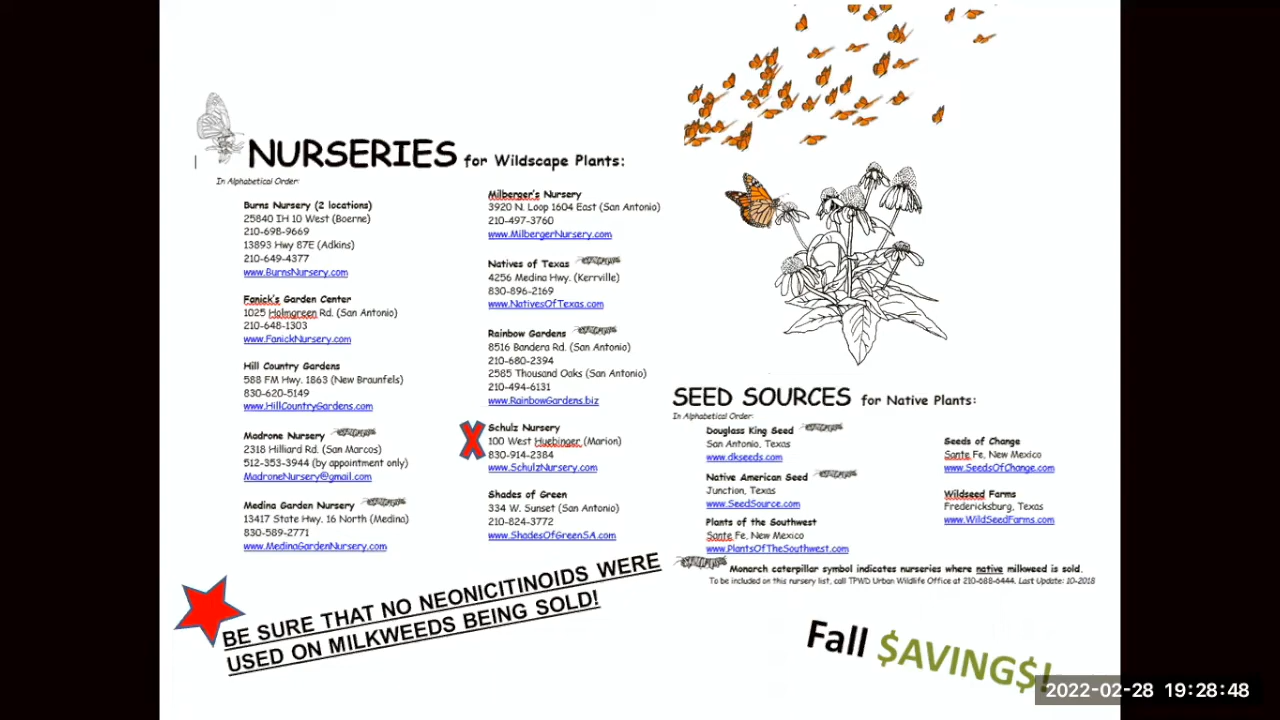 NURSERIES for Wildscape Plants:
In Alphabetical Order:
Burns Nursery (2 locations)
25840 IH 10 West (Boerne)
210-698-9669
13893 Hwy 87E (Adkins)
210-649-4377
www.BurnsNursery.com
Fanick's Garden Center
1025 Holmgreen Rd. (San Antonio)
210-648-1303
www.FanickNursery.com
Hill Country Gardens
588 FM Hwy. 1863 (New Braunfels)
830-620-5149
www.HillCountryGardens.com
Madrone Nursery
2318 Hilliard Rd. (San Marcos)
512-353-3944 (by appointment only)
MadroneNursery@gmail.com
Medina Garden Nursery
13417 State Hwy. 16 North (Medina)
830-589-2771
www.MedinaGardenNursery.com
Milberger's Nursery
3920 N. Loop 1604 East (San Antonio)
210-497-3760
www.MilbergerNursery.com
Natives of Texas
4256 Medina Hwy. (Kerrville)
830-896-2169
www.NativesOfTexas.com
Rainbow Gardens
8516 Bandera Rd. (San Antonio)
210-680-2394
2585 Thousand Oaks (San Antonio)
210-494-6131
www.RainbowGardens.biz
Schulz Nursery
100 West Huebinger (Marion)
830-914-2384
www.SchulzNursery.com
Shades of Green
334 W. Sunset (San Antonio)
210-824-3772
www.ShadesOfGreenSA.com
SEED SOURCES for Native Plants:
In Alphabetical Order:
Douglass King Seed
San Antonio, Texas
www.dkseeds.com
Native American Seed
Junction, Texas
www.SeedSource.com
Plants of the Southwest
Sante Fe, New Mexico
www.PlantsOfTheSouthwest.com
Seeds of Change
Sante Fe, New Mexico
www.SeedsOfChange.com
Wildseed Farms
Fredericksburg, Texas
www.WildSeedFarms.com
Monarch caterpillar symbol indicates nurseries where native milkweed is sold.
To be included on this nursery list, call TPWD Urban Wildlife Office at 210-688-6444. Last Update: 10-2018
BE SURE THAT NO NEONICITINOIDS WERE
USED ON MILKWEEDS BEING SOLD!
Fall $AVING$!
2022-02-28 19:28:48